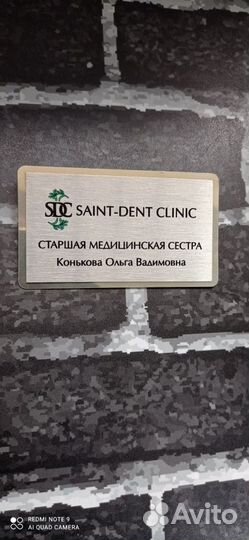 SDC SAINT-DENT CLINIC
СТАРШАЯ МЕДИЦИНСКАЯ СЕСТРА
Конькова Ольга Вадимовна
REDMI NOTE 9
AI QUAD CAMERA
Avito